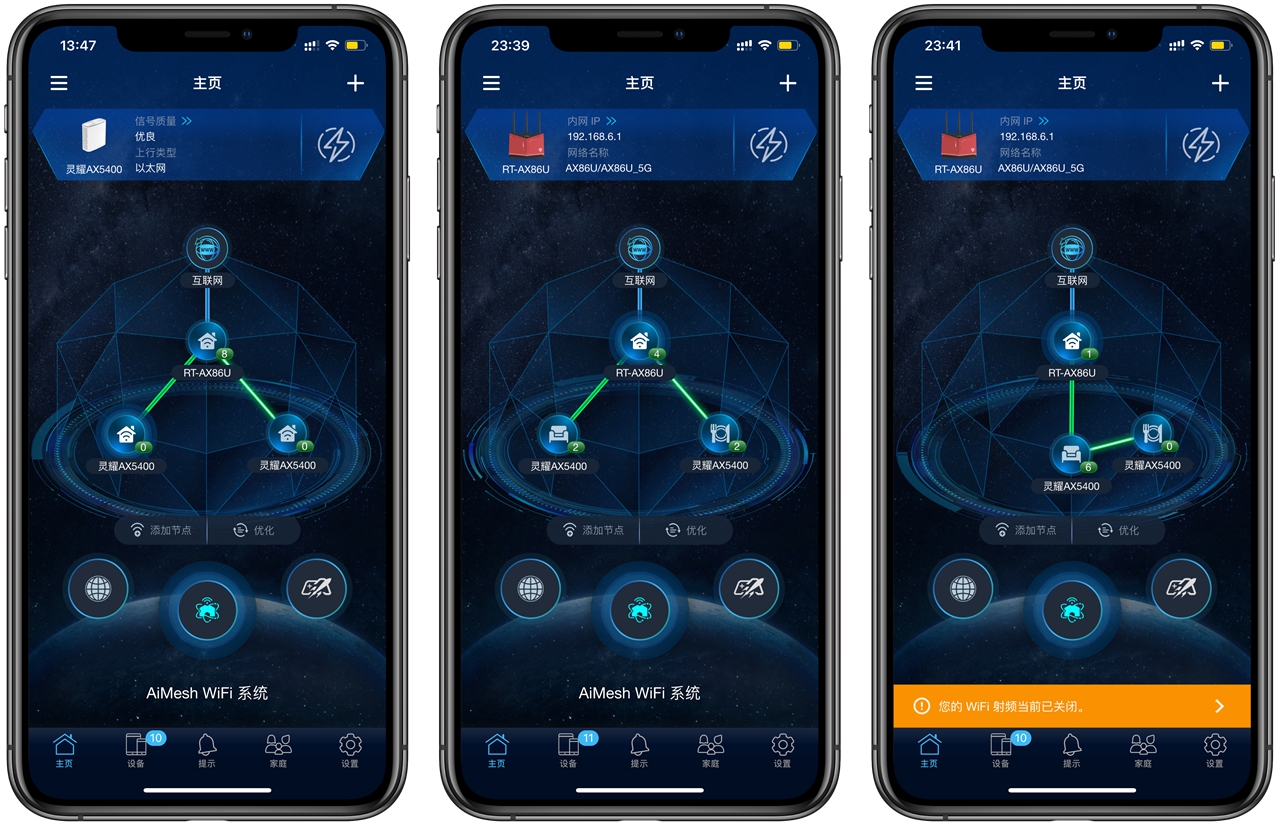 13:47
主页
信号质量
优良
上行类型
灵耀AX5400
以太网
WWW
互联网
8
RT-AX86U
0
灵耀AX5400
0
灵耀AX5400
添加节点
优化
AiMesh WiFi 系统
10
主页
设备
提示
家庭
设置
23:39
主页
内网 IP
192.168.6.1
网络名称
RT-AX86U
AX86U/AX86U_5G
WWW
互联网
4
RT-AX86U
2
灵耀AX5400
2
灵耀AX5400
添加节点
优化
AiMesh WiFi 系统
11
主页
设备
提示
家庭
设置
23:41
主页
内网 IP
192.168.6.1
网络名称
RT-AX86U
AX86U/AX86U_5G
WWW
互联网
1
RT-AX86U
0
灵耀AX5400
6
灵耀AX5400
添加节点
优化
您的 WiFi 射频当前已关闭。
10
主页
设备
提示
家庭
设置